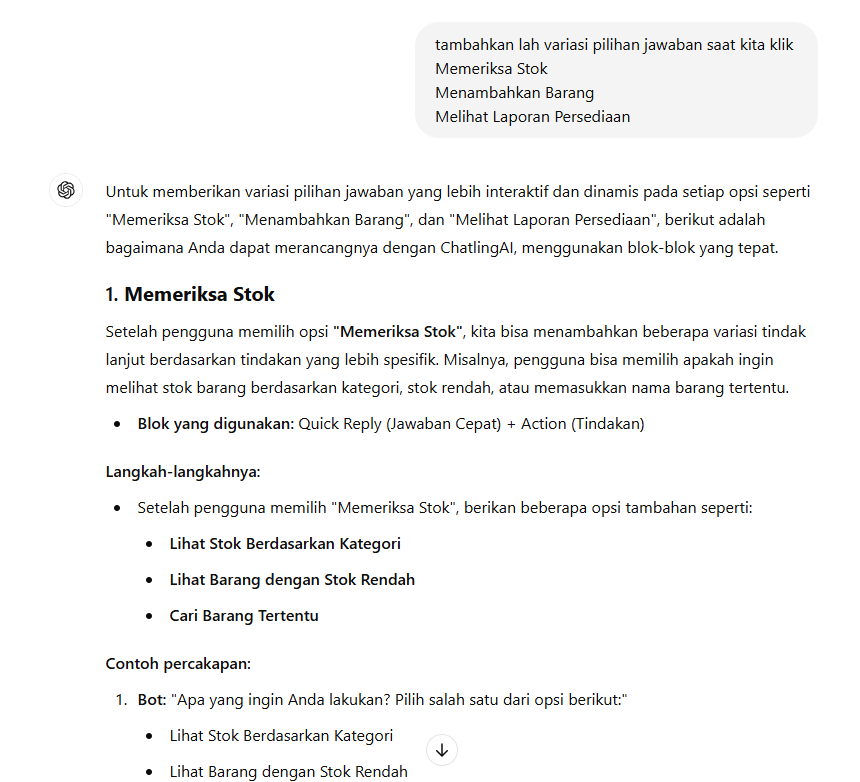 tambahkan lah variasi pilihan jawaban saat kita klik
Memeriksa Stok
Menambahkan Barang
Melihat Laporan Persediaan
Untuk memberikan variasi pilihan jawaban yang lebih interaktif dan dinamis pada setiap opsi seperti
"Memeriksa Stok", "Menambahkan Barang", dan "Melihat Laporan Persediaan", berikut adalah
bagaimana Anda dapat merancangnya dengan ChatlingAI, menggunakan blok-blok yang tepat.
1. Memeriksa Stok
Setelah pengguna memilih opsi "Memeriksa Stok", kita bisa menambahkan beberapa variasi tindak
lanjut berdasarkan tindakan yang lebih spesifik. Misalnya, pengguna bisa memilih apakah ingin
melihat stok barang berdasarkan kategori, stok rendah, atau memasukkan nama barang tertentu.
• Blok yang digunakan: Quick Reply (Jawaban Cepat) + Action (Tindakan)
Langkah-langkahnya:
• Setelah pengguna memilih "Memeriksa Stok", berikan beberapa opsi tambahan seperti:
• Lihat Stok Berdasarkan Kategori
• Lihat Barang dengan Stok Rendah
• Cari Barang Tertentu
Contoh percakapan:
1. Bot: "Apa yang ingin Anda lakukan? Pilih salah satu dari opsi berikut:"
• Lihat Stok Berdasarkan Kategori
• Lihat Barang dengan Stok Rendah